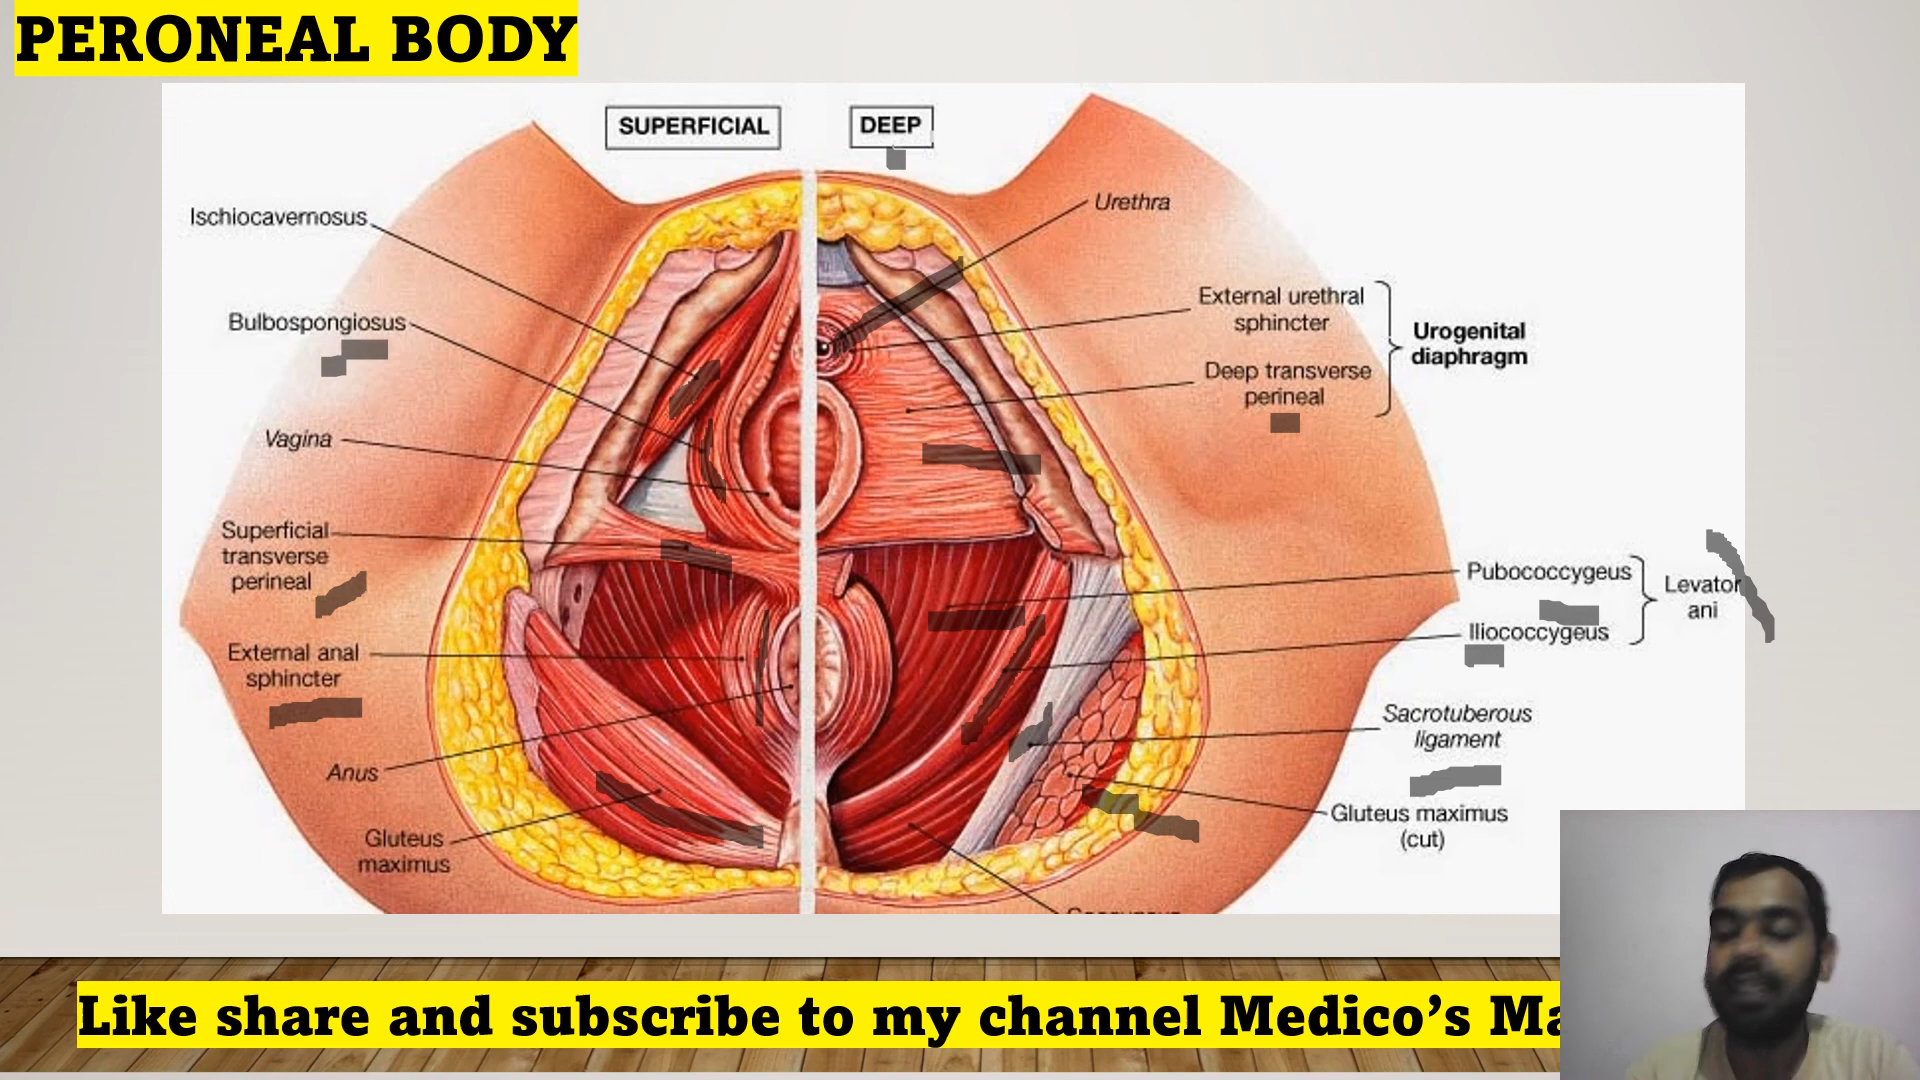 PERONEAL BODY
SUPERFICIAL
DEEP
Ischiocavernosus
Bulbospongiosus
Vagina
Superficial
transverse
perineal
External anal
sphincter
Anus
Gluteus
maximus
Urethra
External urethral
sphincter
Deep transverse
perineal
Urogenital
diaphragm
Pubococcygeus
Iliococcygeus
Levator
ani
Sacrotuberous
ligament
Gluteus maximus
(cut)
Like share and subscribe to my channel Medico’s Ma